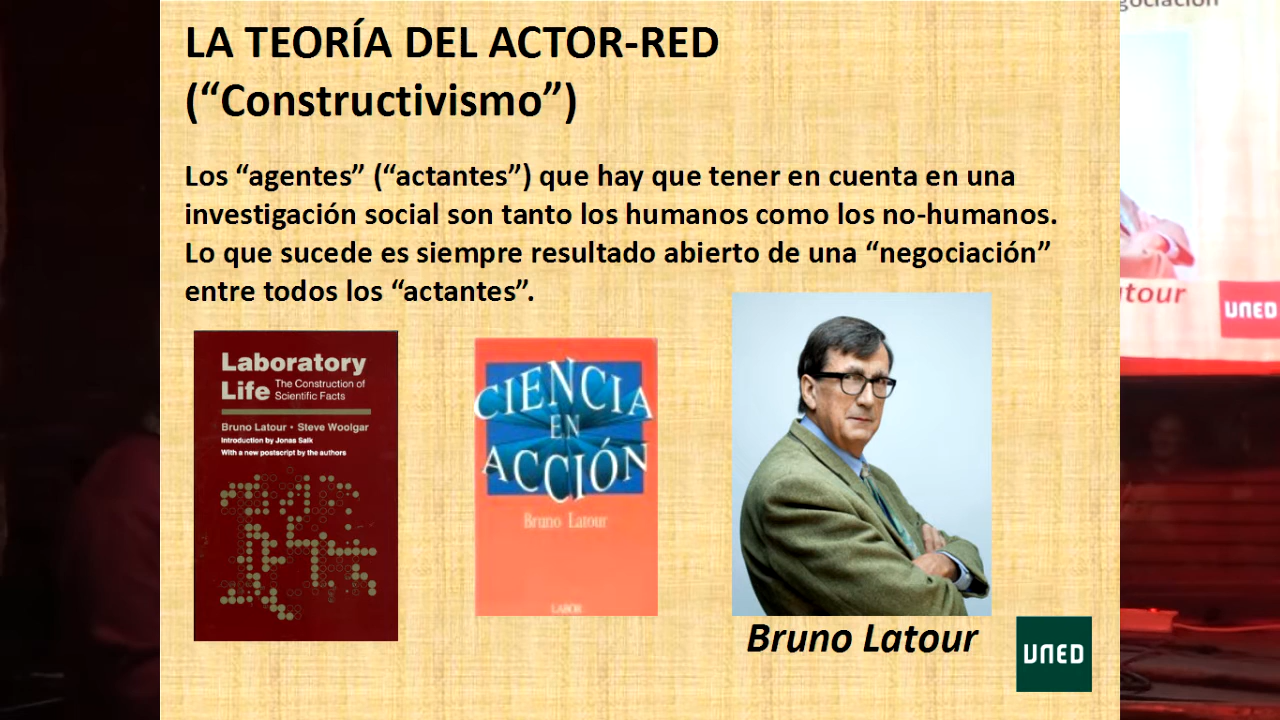 LA TEORÍA DEL ACTOR-RED
(“Constructivismo”)
Los “agentes” (“actantes”) que hay que tener en cuenta en una
investigación social son tanto los humanos como los no-humanos.
Lo que sucede es siempre resultado abierto de una “negociación”
entre todos los “actantes”.
Laboratory
Life The Construction of
Scientific Facts
Bruno Latour • Steve Woolgar
Introduction by Jonas Salk
With a new postscript by the authors
CIENCIA
EN
ACCIÓN
Bruno Latour
LABOR
Bruno Latour
UNED
UNED